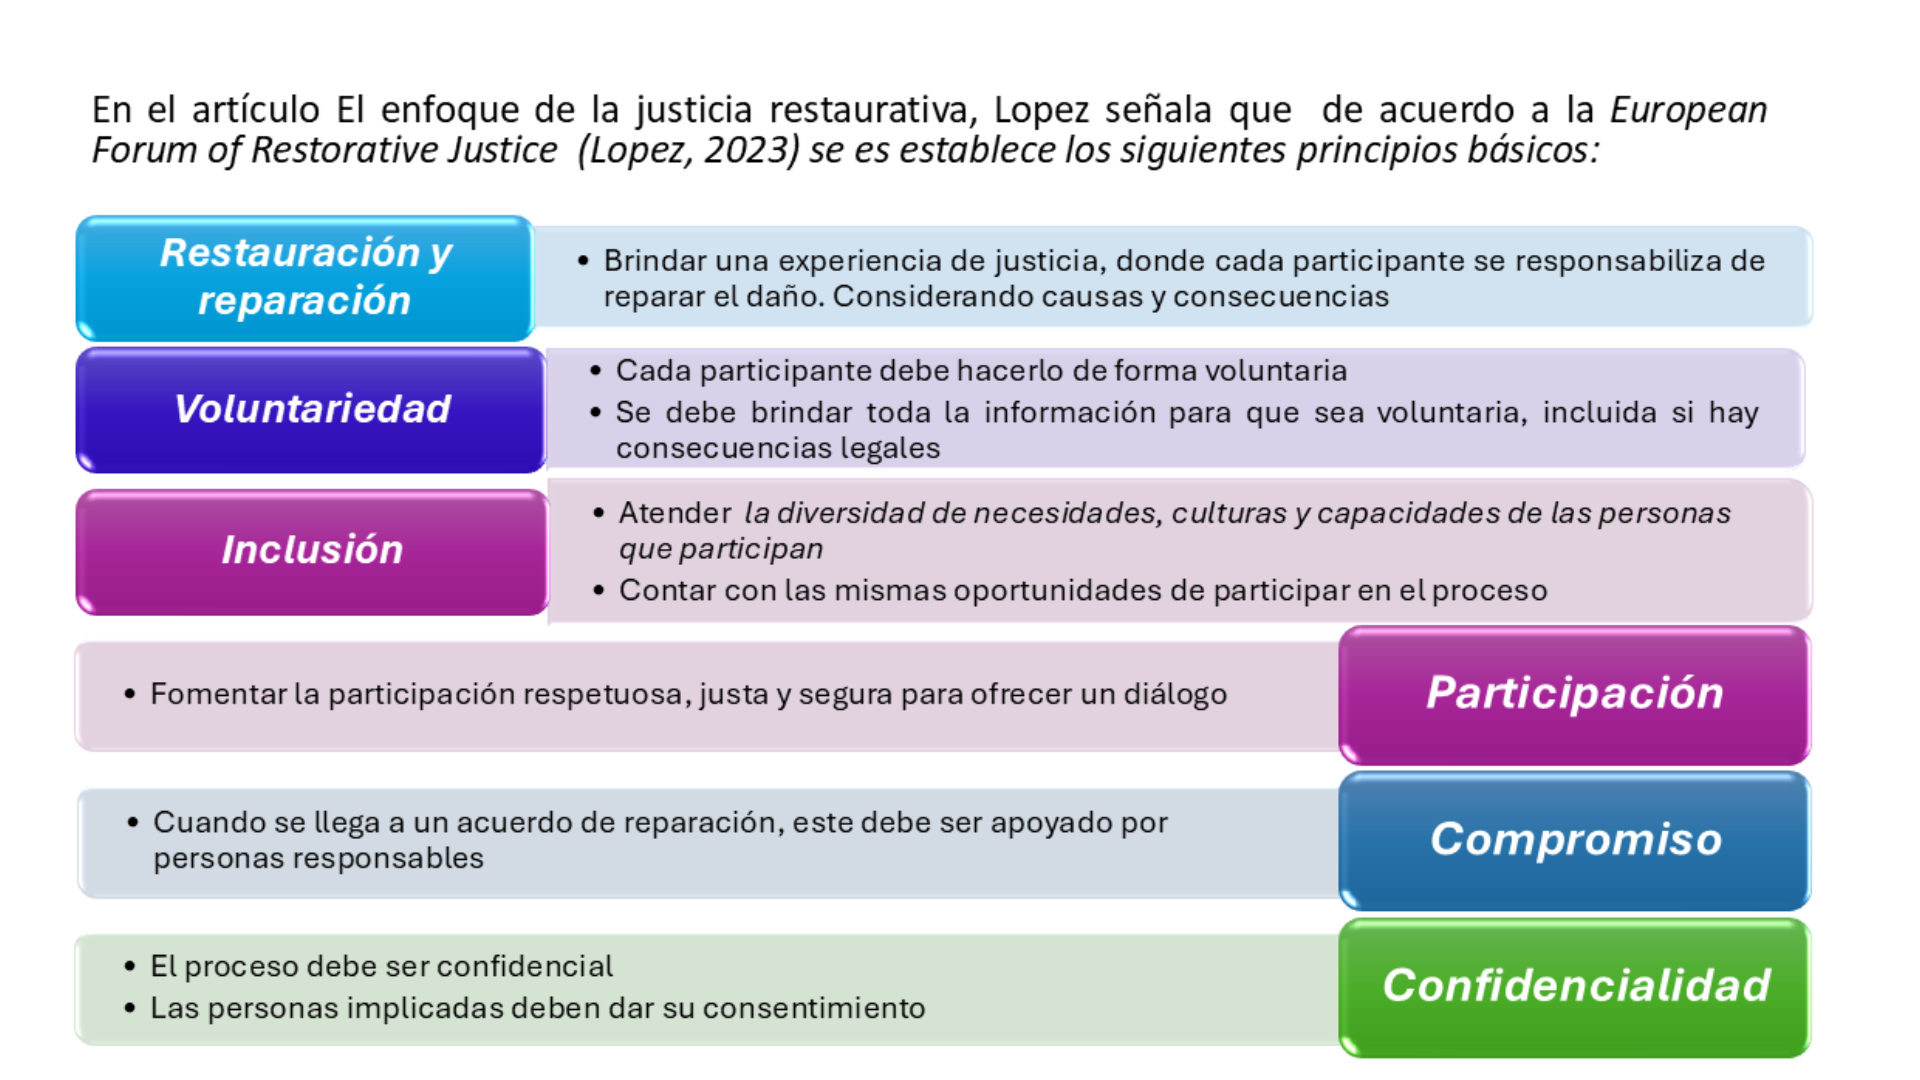 En el artículo El enfoque de la justicia restaurativa, Lopez señala que de acuerdo a la European
Forum of Restorative Justice (Lopez, 2023) se es establece los siguientes principios básicos:
Restauración y
reparación
• Brindar una experiencia de justicia, donde cada participante se responsabiliza de
reparar el daño. Considerando causas y consecuencias
Voluntariedad
• Cada participante debe hacerlo de forma voluntaria
• Se debe brindar toda la información para que sea voluntaria, incluida si hay
consecuencias legales
Inclusión
• Atender la diversidad de necesidades, culturas y capacidades de las personas
que participan
• Contar con las mismas oportunidades de participar en el proceso
• Fomentar la participación respetuosa, justa y segura para ofrecer un diálogo
Participación
• Cuando se llega a un acuerdo de reparación, este debe ser apoyado por
personas responsables
Compromiso
• El proceso debe ser confidencial
• Las personas implicadas deben dar su consentimiento
Confidencialidad